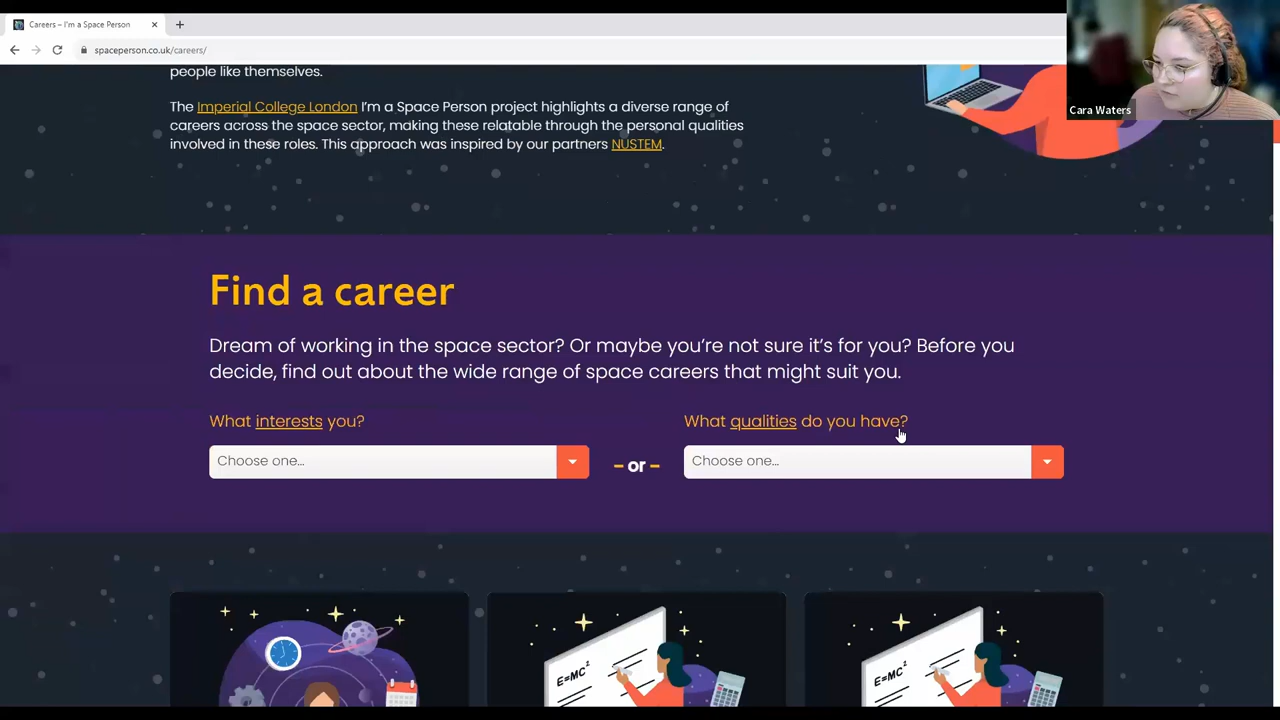 Careers – I'm a Space Person
spaceperson.co.uk/careers/
Cara Waters
people like themselves.
The Imperial College London I'm a Space Person project highlights a diverse range of
careers across the space sector, making these relatable through the personal qualities
involved in these roles. This approach was inspired by our partners NUSTEM.
Find a career
Dream of working in the space sector? Or maybe you're not sure it's for you? Before you
decide, find out about the wide range of space careers that might suit you.
What interests you?
What qualities do you have?
Choose one...
– or –
Choose one...
E=MC²
E=MC²